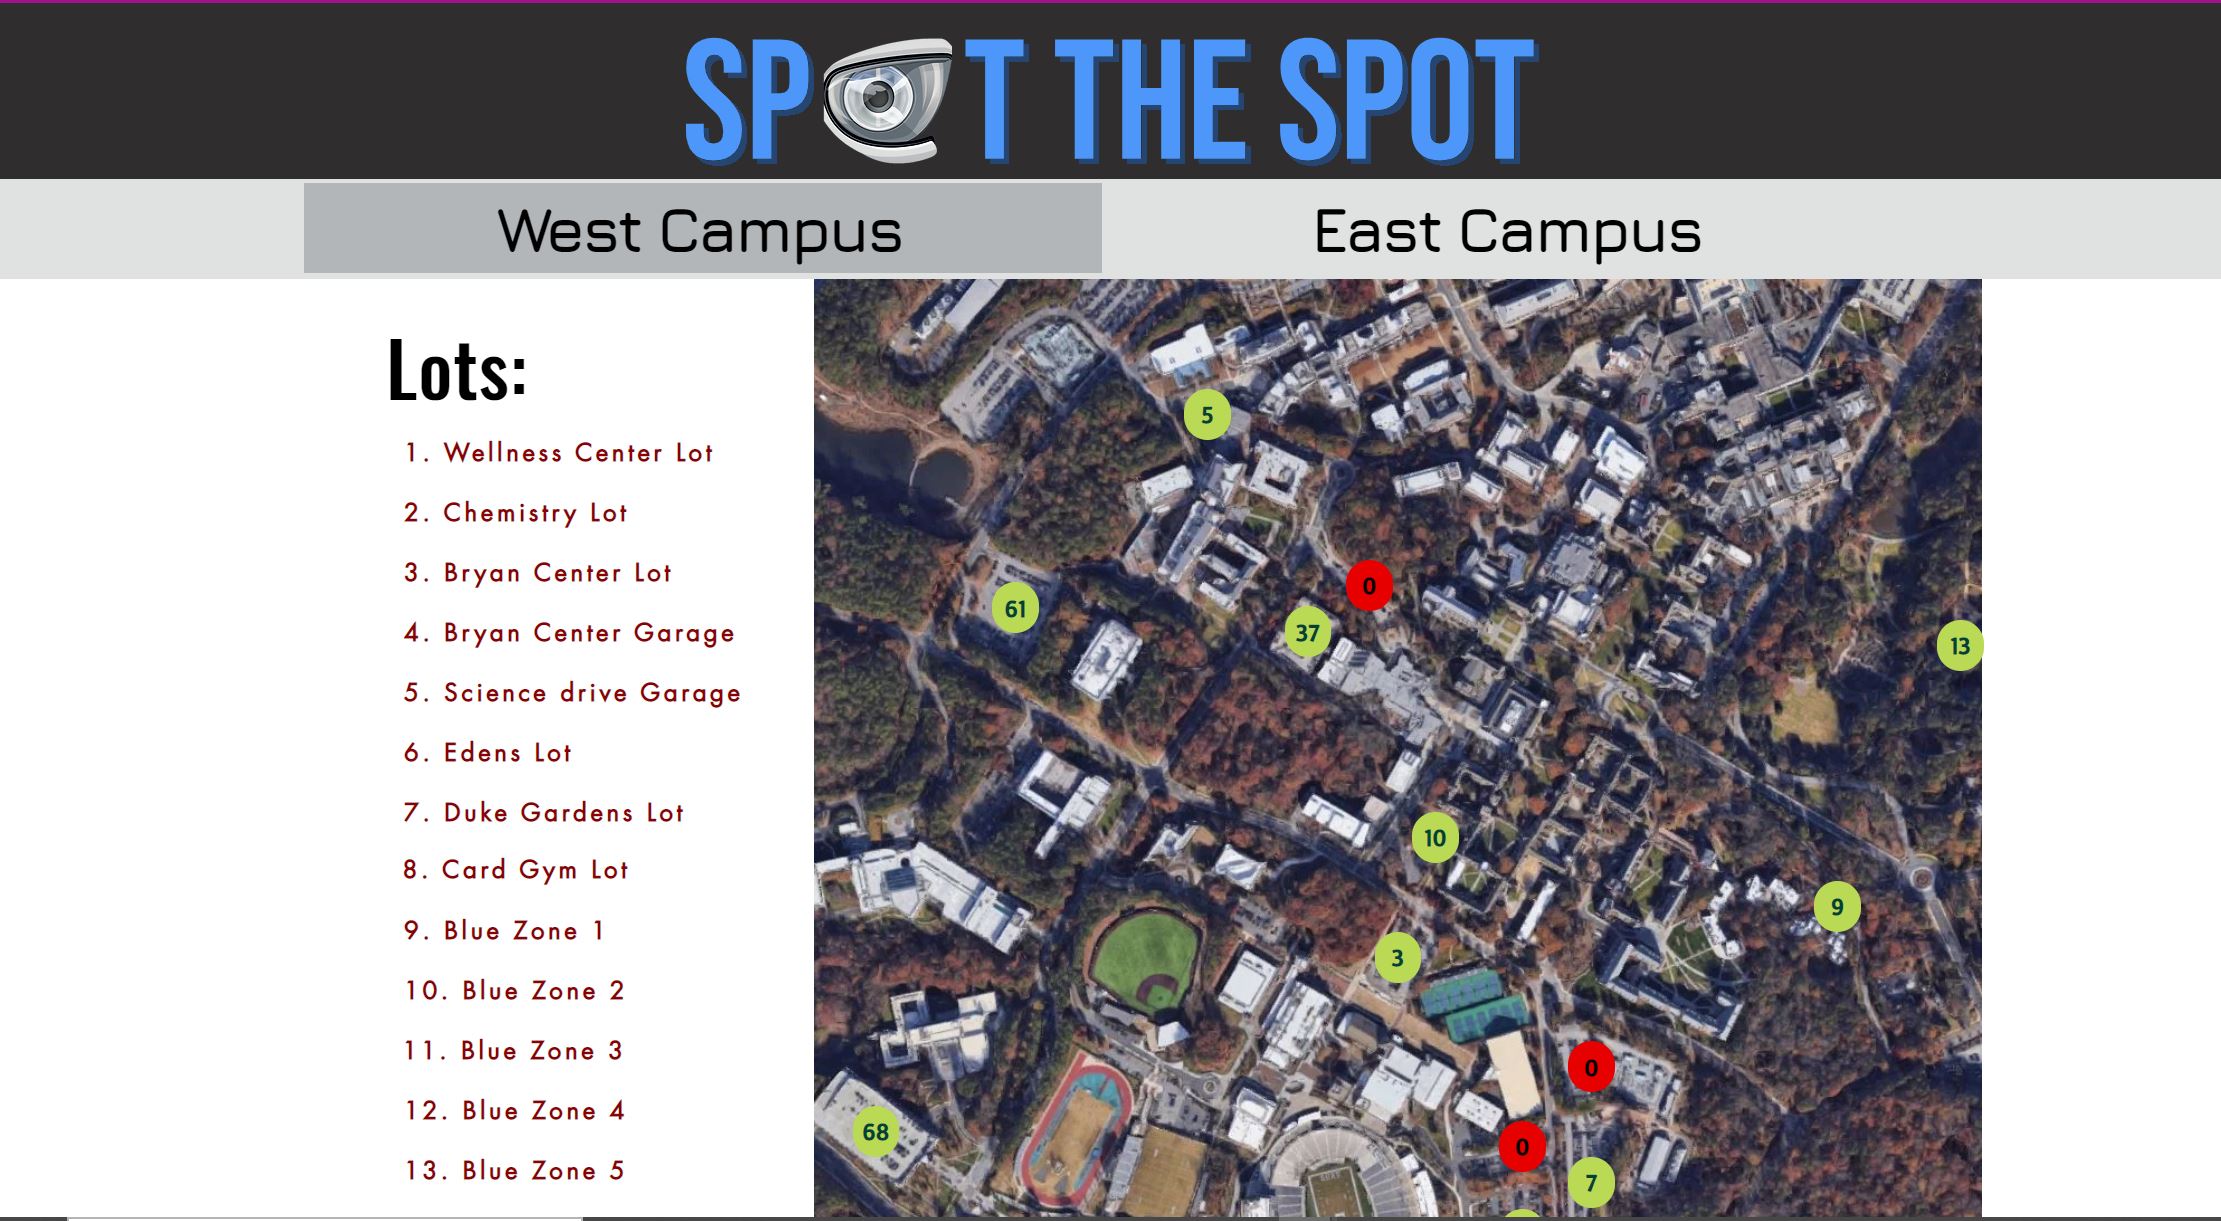 SPOT THE SPOT
West Campus
East Campus
Lots:
1. Wellness Center Lot
2. Chemistry Lot
3. Bryan Center Lot
4. Bryan Center Garage
5. Science drive Garage
6. Edens Lot
7. Duke Gardens Lot
8. Card Gym Lot
9. Blue Zone 1
10. Blue Zone 2
11. Blue Zone 3
12. Blue Zone 4
13. Blue Zone 5
5
0
61
37
13
10
9
3
0
68
0
7